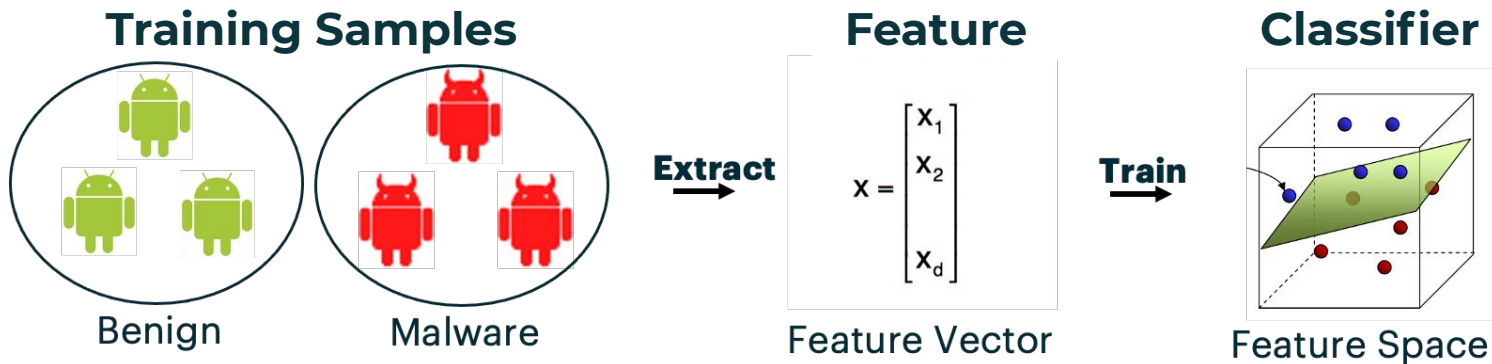 Training Samples
Feature
Classifier
Extract
Train
X =
X1
X2
Xd
Benign
Malware
Feature Vector
Feature Space